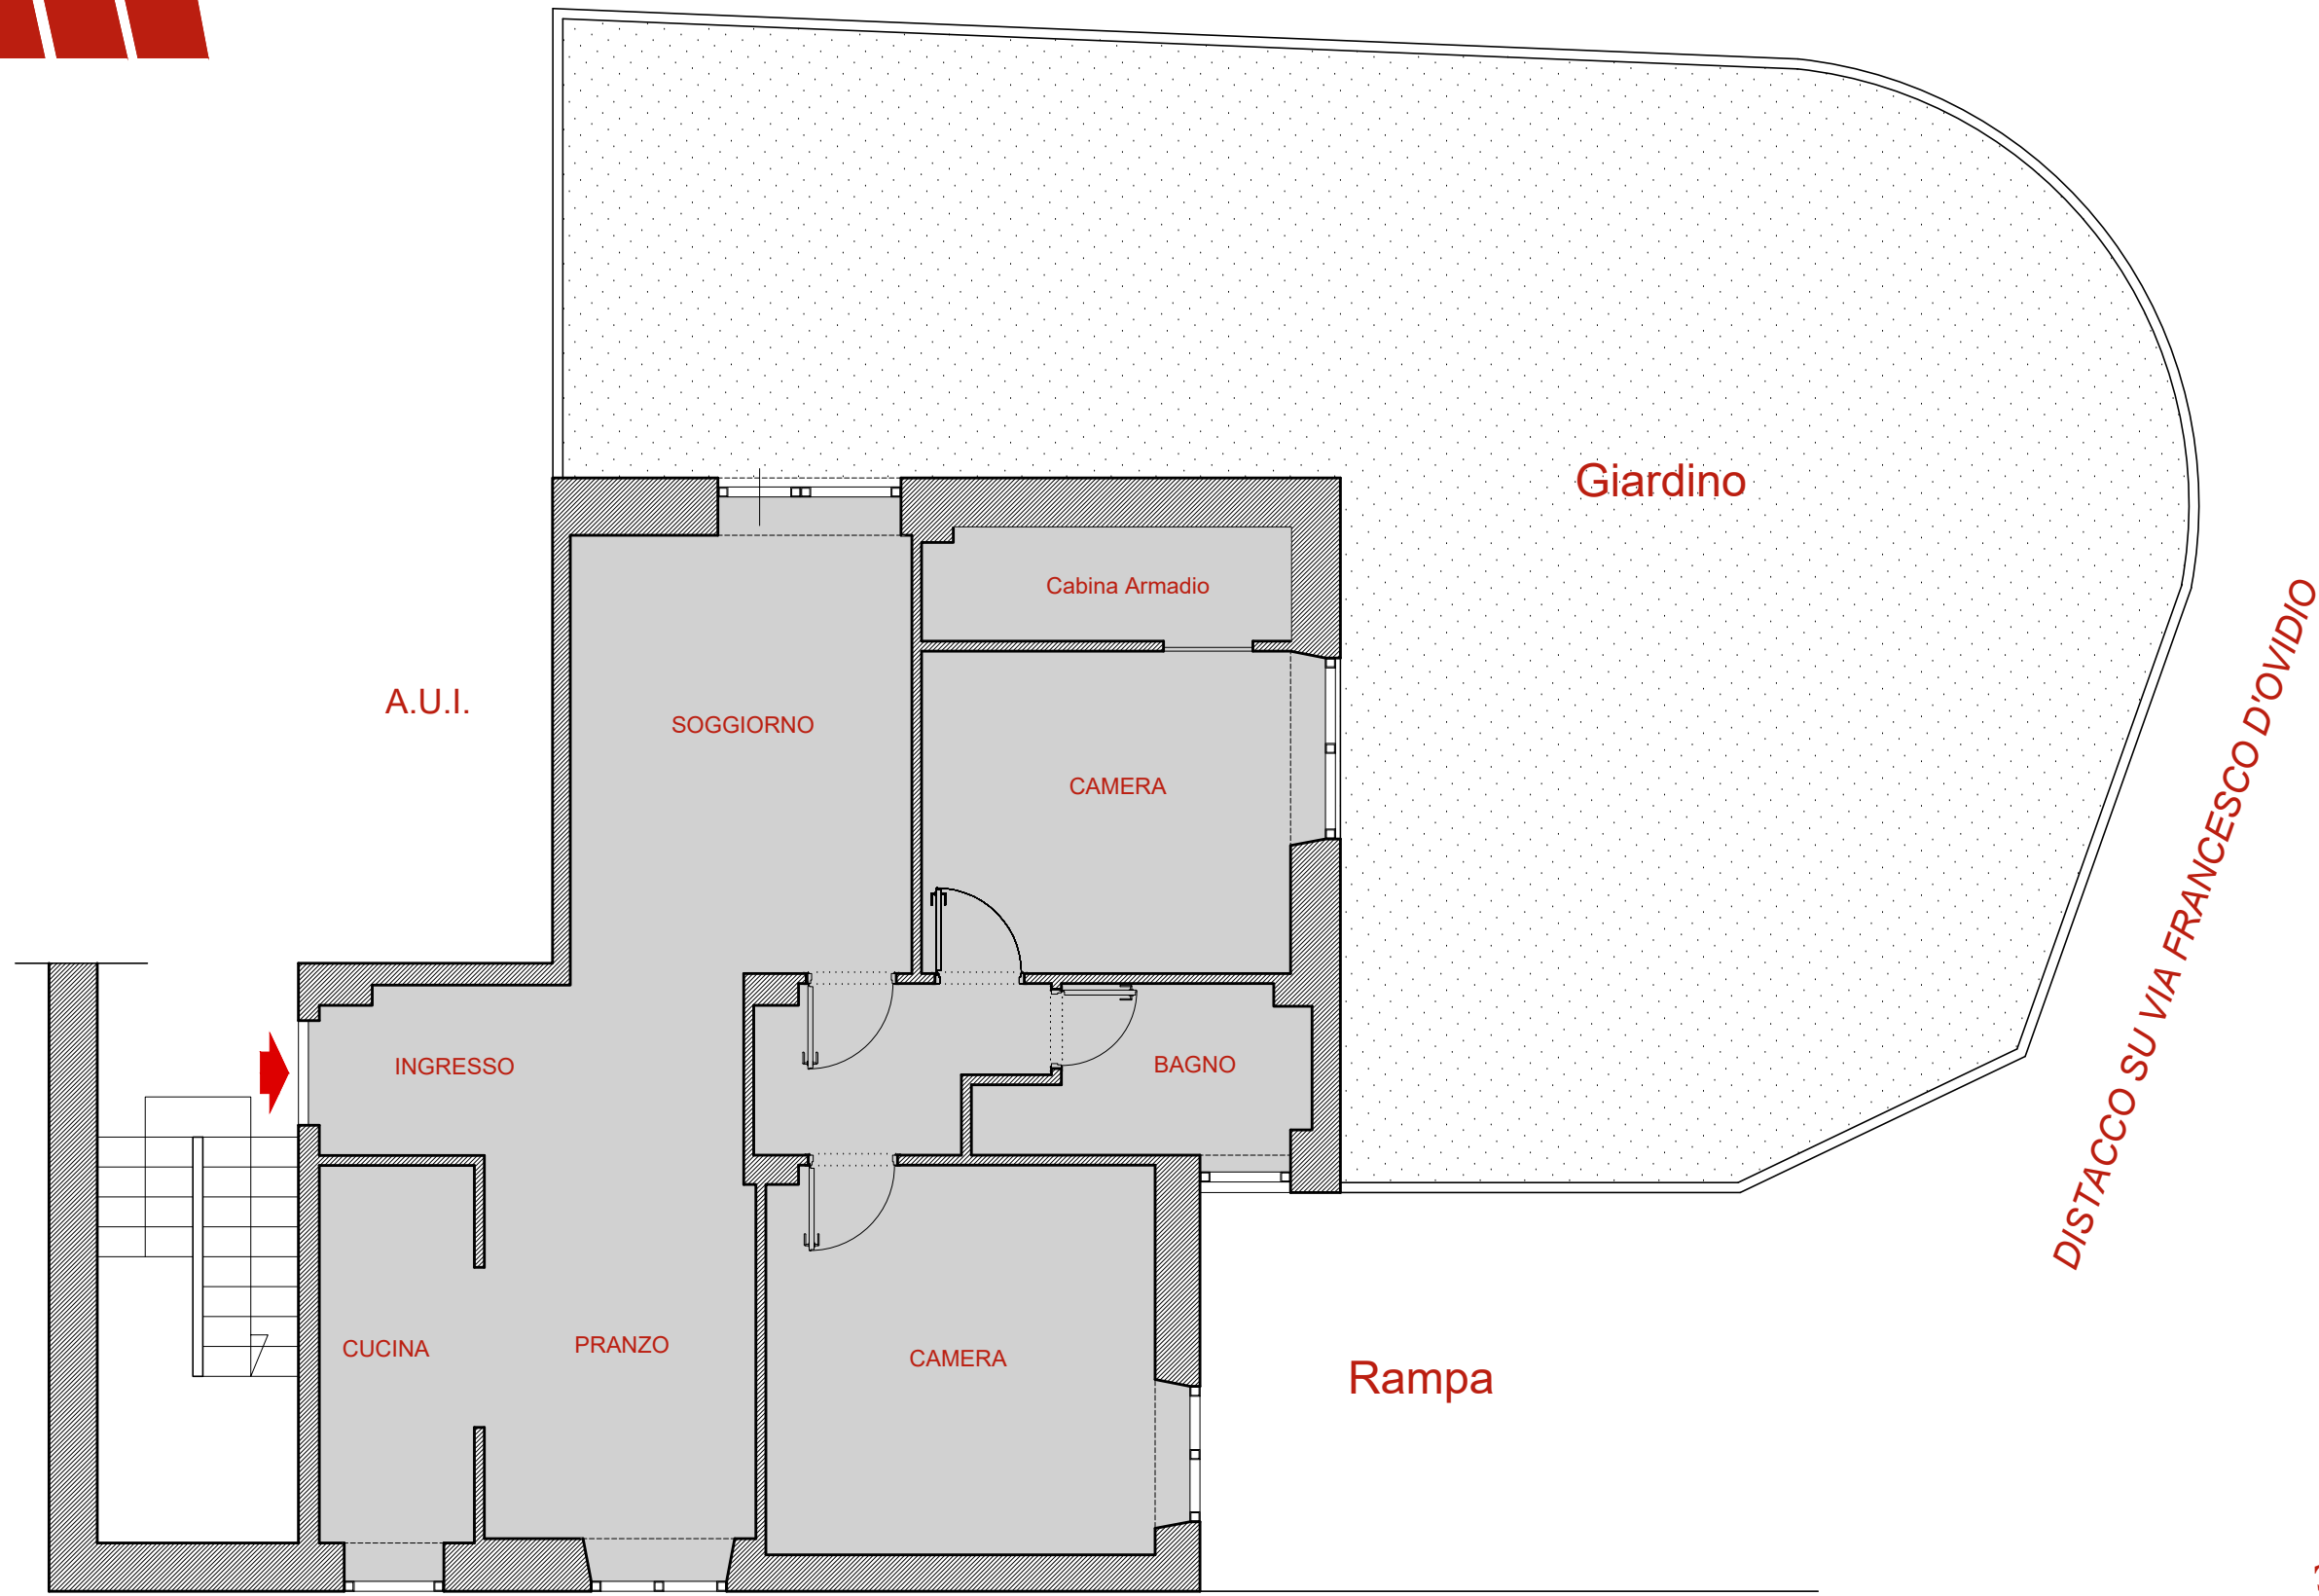 Giardino
Cabina Armadio
A.U.I.
SOGGIORNO
CAMERA
DISTACCO SU VIA FRANCESCO D'OVIDIO
INGRESSO
BAGNO
CUCINA
PRANZO
CAMERA
Rampa